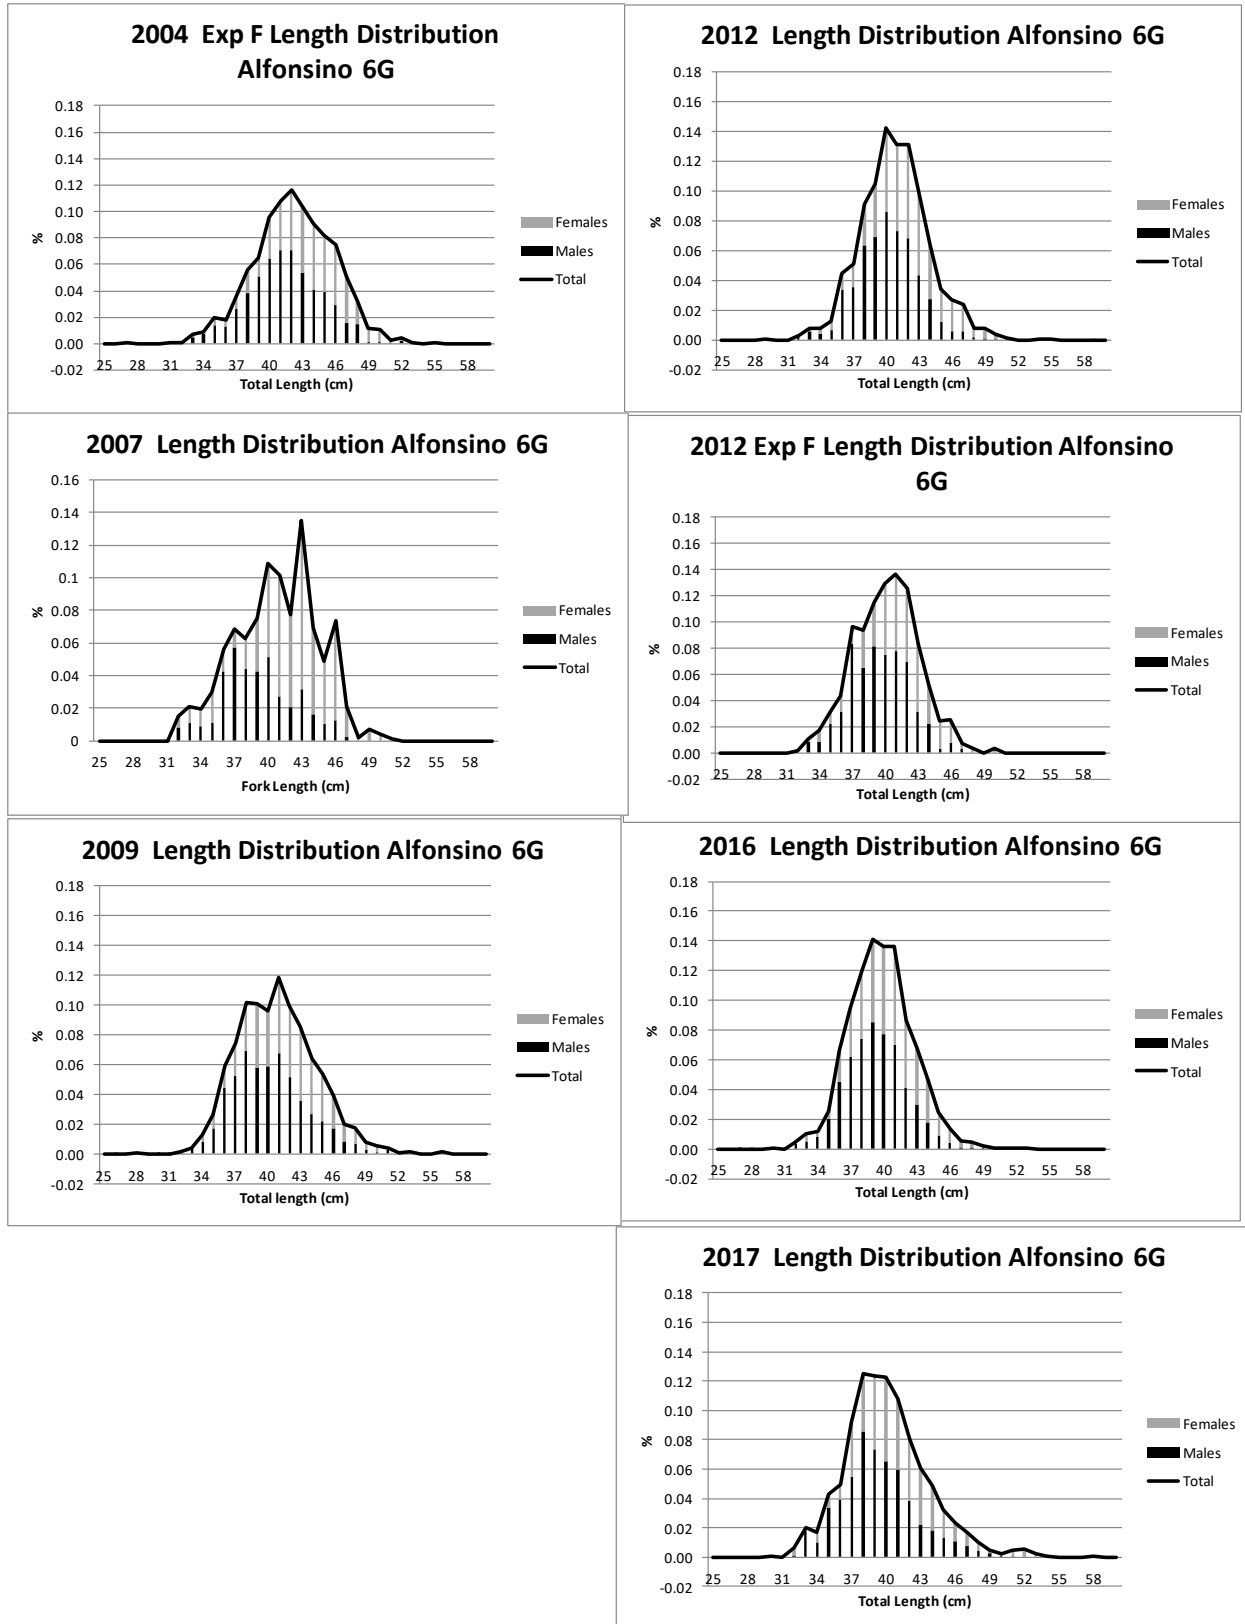 2004 Exp F Length Distribution
Alfonsino 6G
0.18
0.16
0.14
0.12
0.10
0.08
0.06
0.04
0.02
0.00
-0.02
%
25 28 31 34 37 40 43 46 49 52 55 58
Total Length (cm)
Females
Males
Total
2012 Length Distribution Alfonsino 6G
0.18
0.16
0.14
0.12
0.10
0.08
0.06
0.04
0.02
0.00
-0.02
%
25 28 31 34 37 40 43 46 49 52 55 58
Total Length (cm)
Females
Males
Total
2007 Length Distribution Alfonsino 6G
0.16
0.14
0.12
0.1
0.08
0.06
0.04
0.02
0
%
25 28 31 34 37 40 43 46 49 52 55 58
Fork Length (cm)
Females
Males
Total
2012 Exp F Length Distribution Alfonsino
6G
0.18
0.16
0.14
0.12
0.10
0.08
0.06
0.04
0.02
0.00
-0.02
%
25 28 31 34 37 40 43 46 49 52 55 58
Total Length (cm)
Females
Males
Total
2009 Length Distribution Alfonsino 6G
0.18
0.16
0.14
0.12
0.10
0.08
0.06
0.04
0.02
0.00
-0.02
%
25 28 31 34 37 40 43 46 49 52 55 58
Total length (cm)
Females
Males
Total
2016 Length Distribution Alfonsino 6G
0.18
0.16
0.14
0.12
0.10
0.08
0.06
0.04
0.02
0.00
-0.02
%
25 28 31 34 37 40 43 46 49 52 55 58
Total Length (cm)
Females
Males
Total
2017 Length Distribution Alfonsino 6G
0.18
0.16
0.14
0.12
0.10
0.08
0.06
0.04
0.02
0.00
-0.02
%
25 28 31 34 37 40 43 46 49 52 55 58
Total Length (cm)
Females
Males
Total